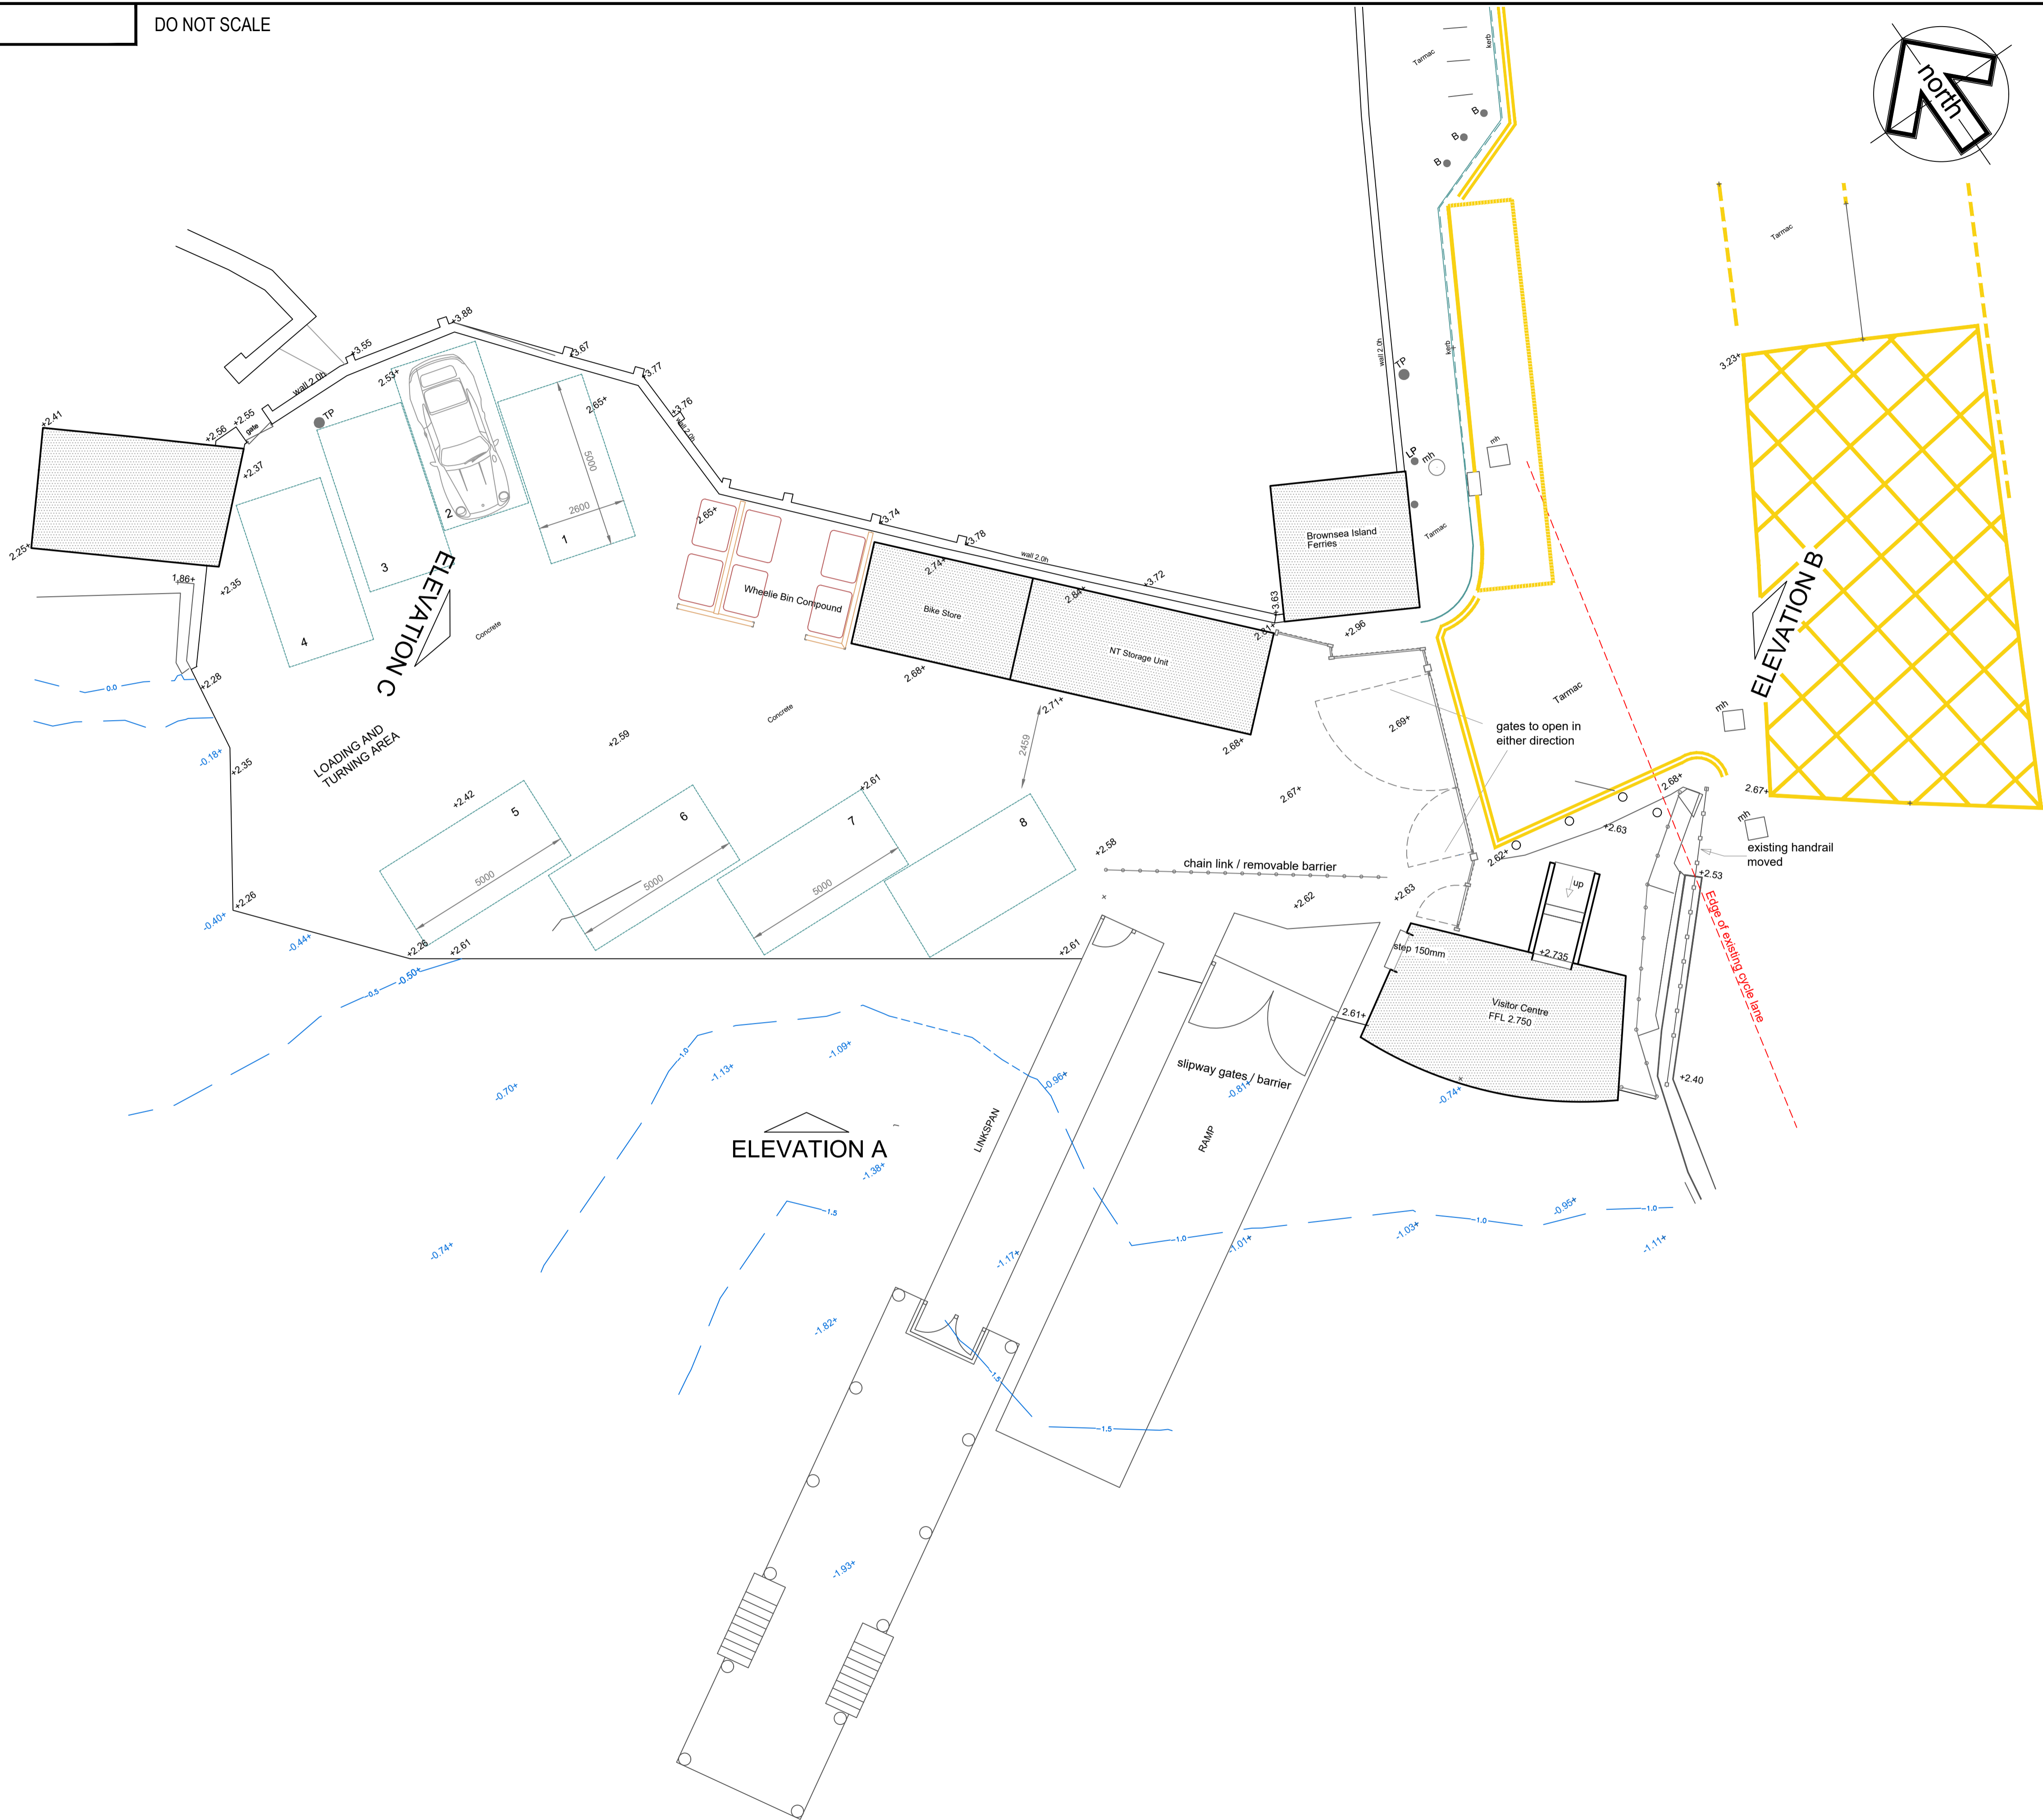 DO NOT SCALE
north
kerb
Tarmac
B
B
B
Tarmac
+3.88
+3.55
+3.67
+3.77
wall 2.0h
2.53+
3.23+
wall 2.0h
kerb
TP
+2.41
+2.56
+2.55
gate
TP
2.65+
+3.76
wall 2.0h
+2.37
2
5000
2600
1
3
4
2.25+
1.86+
+2.35
ELEVATION C
Concrete
2.65+
+3.74
+3.78
wall 2.0h
+3.72
Wheelie Bin Compound
2.74+
Bike Store
2.84+
NT Storage Unit
2.81+
+3.63
Brownsea Island
Ferries
LP
mh
mh
Tarmac
+2.96
ELEVATION B
0.0
+2.28
-0.18+
+2.35
LOADING AND
TURNING AREA
+2.59
Concrete
2.68+
2.71+
2459
2.68+
2.69+
gates to open in
either direction
Tarmac
mh
2.67+
2.68+
2.67+
mh
+2.42
5
6
+2.61
7
8
5000
5000
5000
+2.58
chain link / removable barrier
+2.62
+2.63
2.62+
+2.63
existing handrail
moved
+2.53
up
Edge of existing cycle lane
+2.26
-0.40+
-0.44+
+2.26
+2.61
+2.61
-0.50+
-0.5
step 150mm
+2.735
Visitor Centre
FFL 2.750
2.61+
-1.0
-1.09+
-1.13+
-0.70+
-0.96+
slipway gates / barrier
-0.81+
-0.74+
+2.40
ELEVATION A
LINKSPAN
RAMP
-1.38+
-1.5
-0.74+
-1.17+
-1.0
-1.01+
-1.03+
-1.0
-0.95+
-1.0
-1.11+
-1.82+
-1.5
-1.5
-1.93+